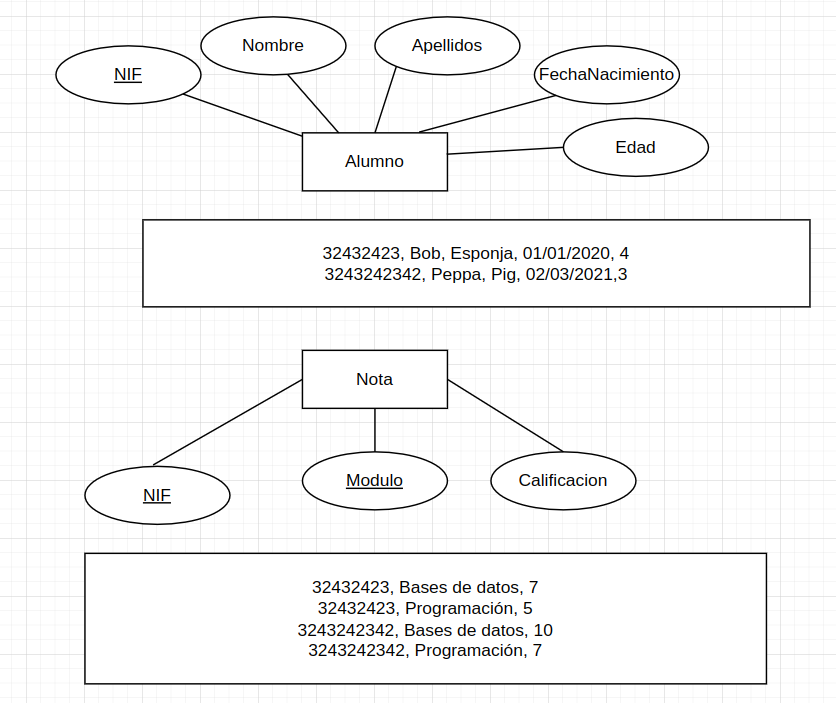 Nombre
Apellidos
NIF
FechaNacimiento
Edad
Alumno
32432423, Bob, Esponja, 01/01/2020, 4
3243242342, Peppa, Pig, 02/03/2021,3
Nota
NIF
Modulo
Calificacion
32432423, Bases de datos, 7
32432423, Programación, 5
3243242342, Bases de datos, 10
3243242342, Programación, 7